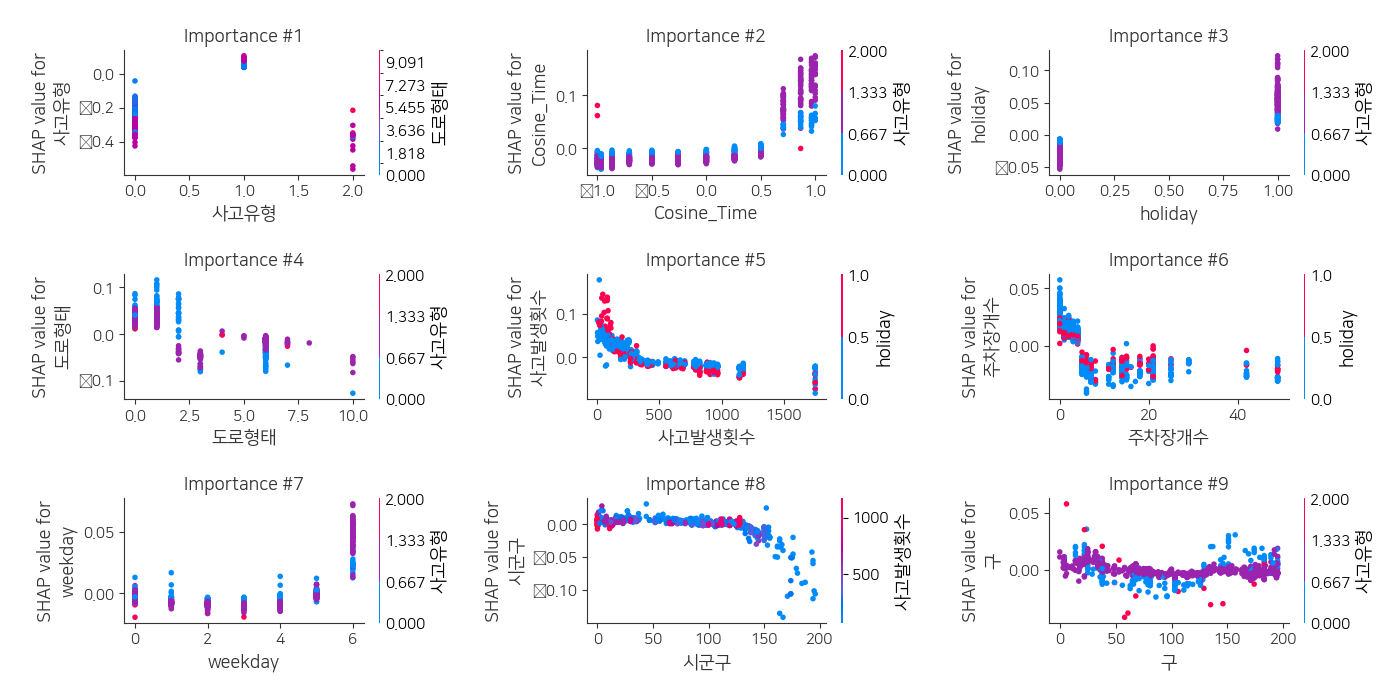 Importance #1
SHAP value for
사고유형
0.0
0.2
0.4
0.0 0.5 1.0 1.5 2.0
사고유형
9.091
7.273
5.455
3.636
1.818
0.000
도로형태
Importance #2
SHAP value for
Cosine_Time
0.1
0.0
1.0 0.5 0.0 0.5 1.0
Cosine_Time
2.000
1.333
0.667
0.000
사고유형
Importance #3
SHAP value for
holiday
0.10
0.05
0.00
0.05
0.00 0.25 0.50 0.75 1.00
holiday
2.000
1.333
0.667
0.000
사고유형
Importance #4
SHAP value for
도로형태
0.1
0.0
0.1
0.0 2.5 5.0 7.5 10.0
도로형태
2.000
1.333
0.667
0.000
사고유형
Importance #5
SHAP value for
사고발생횟수
0.1
0.0
0 500 1000 1500
사고발생횟수
1.0
0.5
0.0
holiday
Importance #6
SHAP value for
주차장개수
0.05
0.00
0 20 40
주차장개수
1.0
0.5
0.0
holiday
Importance #7
SHAP value for
weekday
0.05
0.00
0 2 4 6
weekday
2.000
1.333
0.667
0.000
사고유형
Importance #8
SHAP value for
시군구
0.00
0.05
0.10
0 50 100 150 200
시군구
1000
500
사고발생횟수
Importance #9
SHAP value for
구
0.05
0.00
0 50 100 150 200
구
2.000
1.333
0.667
0.000
사고유형